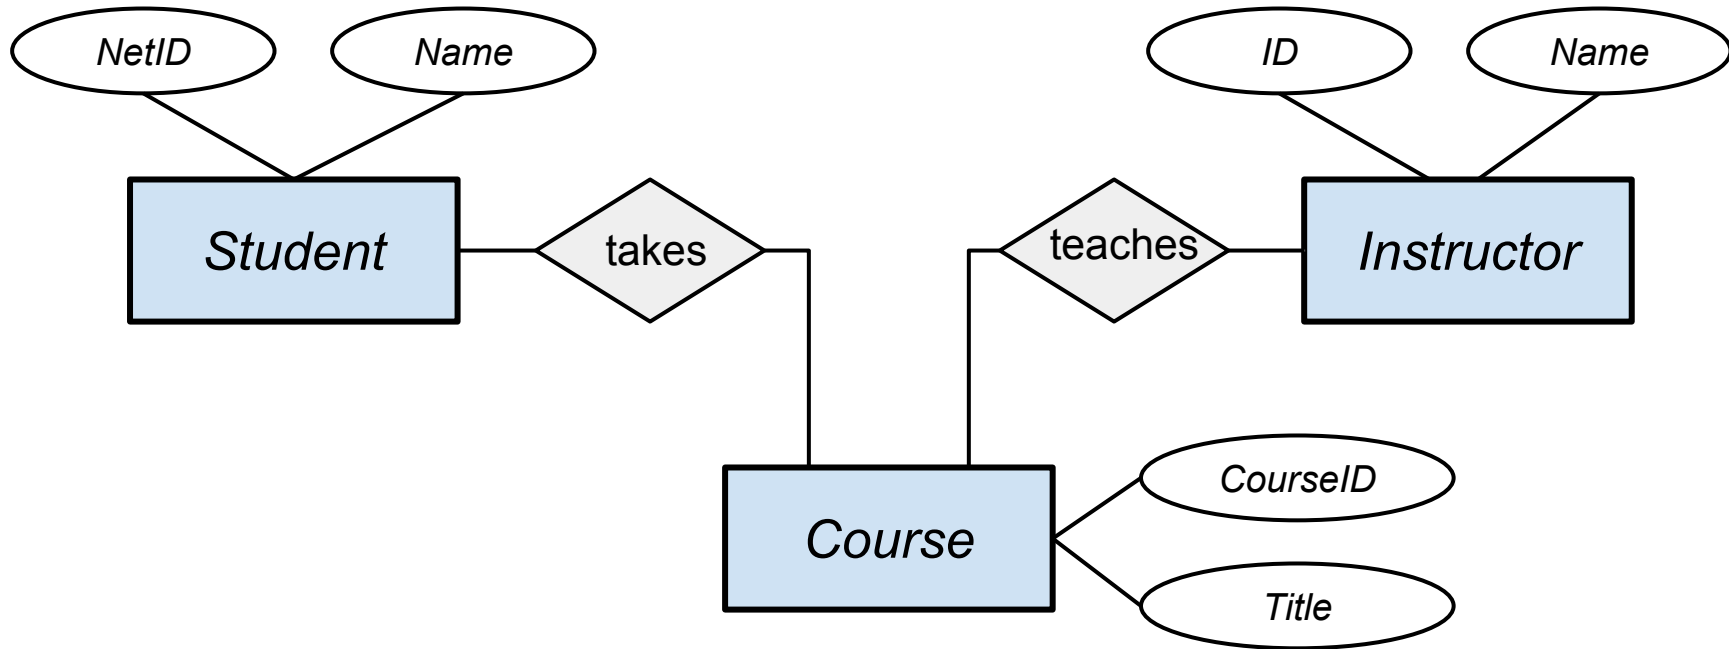 NetID
Name
ID
Name
Student
takes
teaches
Instructor
CourseID
Course
Title